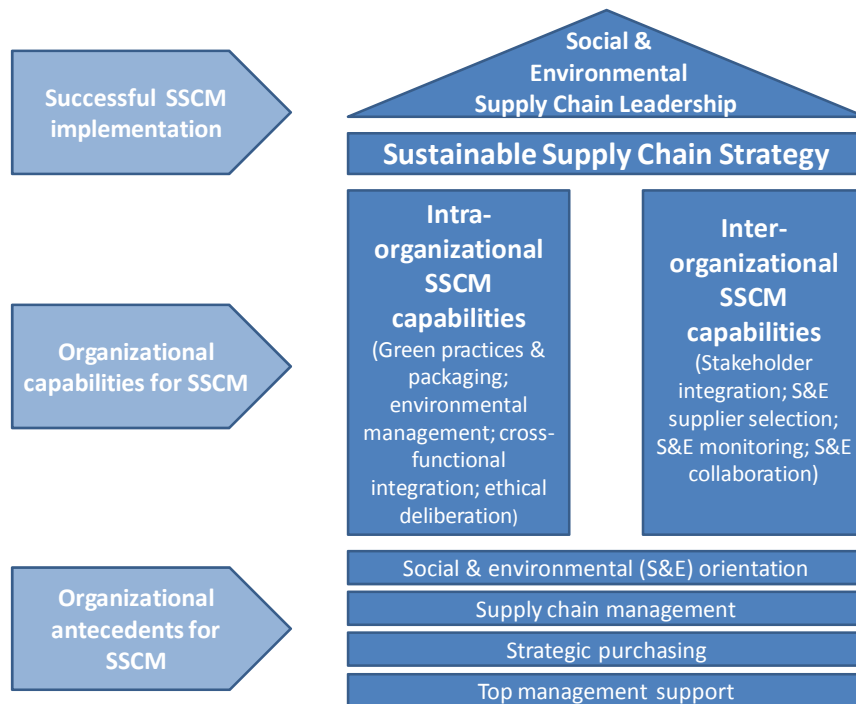 Successful SSCM
implementation
Social &
Environmental
Supply Chain Leadership
Sustainable Supply Chain Strategy
Organizational
capabilities for SSCM
Intra-
organizational
SSCM
capabilities
(Green practices &
packaging;
environmental
management; cross-
functional
integration; ethical
deliberation)
Inter-
organizational
SSCM
capabilities
(Stakeholder
integration; S&E
supplier selection;
S&E monitoring; S&E
collaboration)
Organizational
antecedents for
SSCM
Social & environmental (S&E) orientation
Supply chain management
Strategic purchasing
Top management support